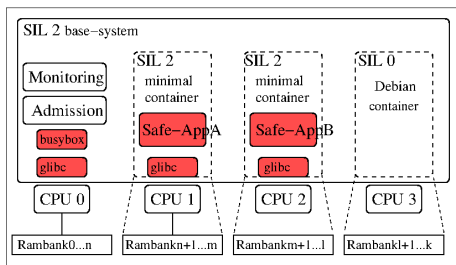 SIL 2 base-system
SIL 2
SIL 2
SIL 0
Monitoring
minimal
container
minimal
container
Debian
container
Admission
Safe-AppA
Safe-AppB
busybox
glibc
glibc
glibc
CPU 0
CPU 1
CPU 2
CPU 3
Rambank0...n
Rambankn+1...m
Rambankm+1...l
Rambankl+1...k